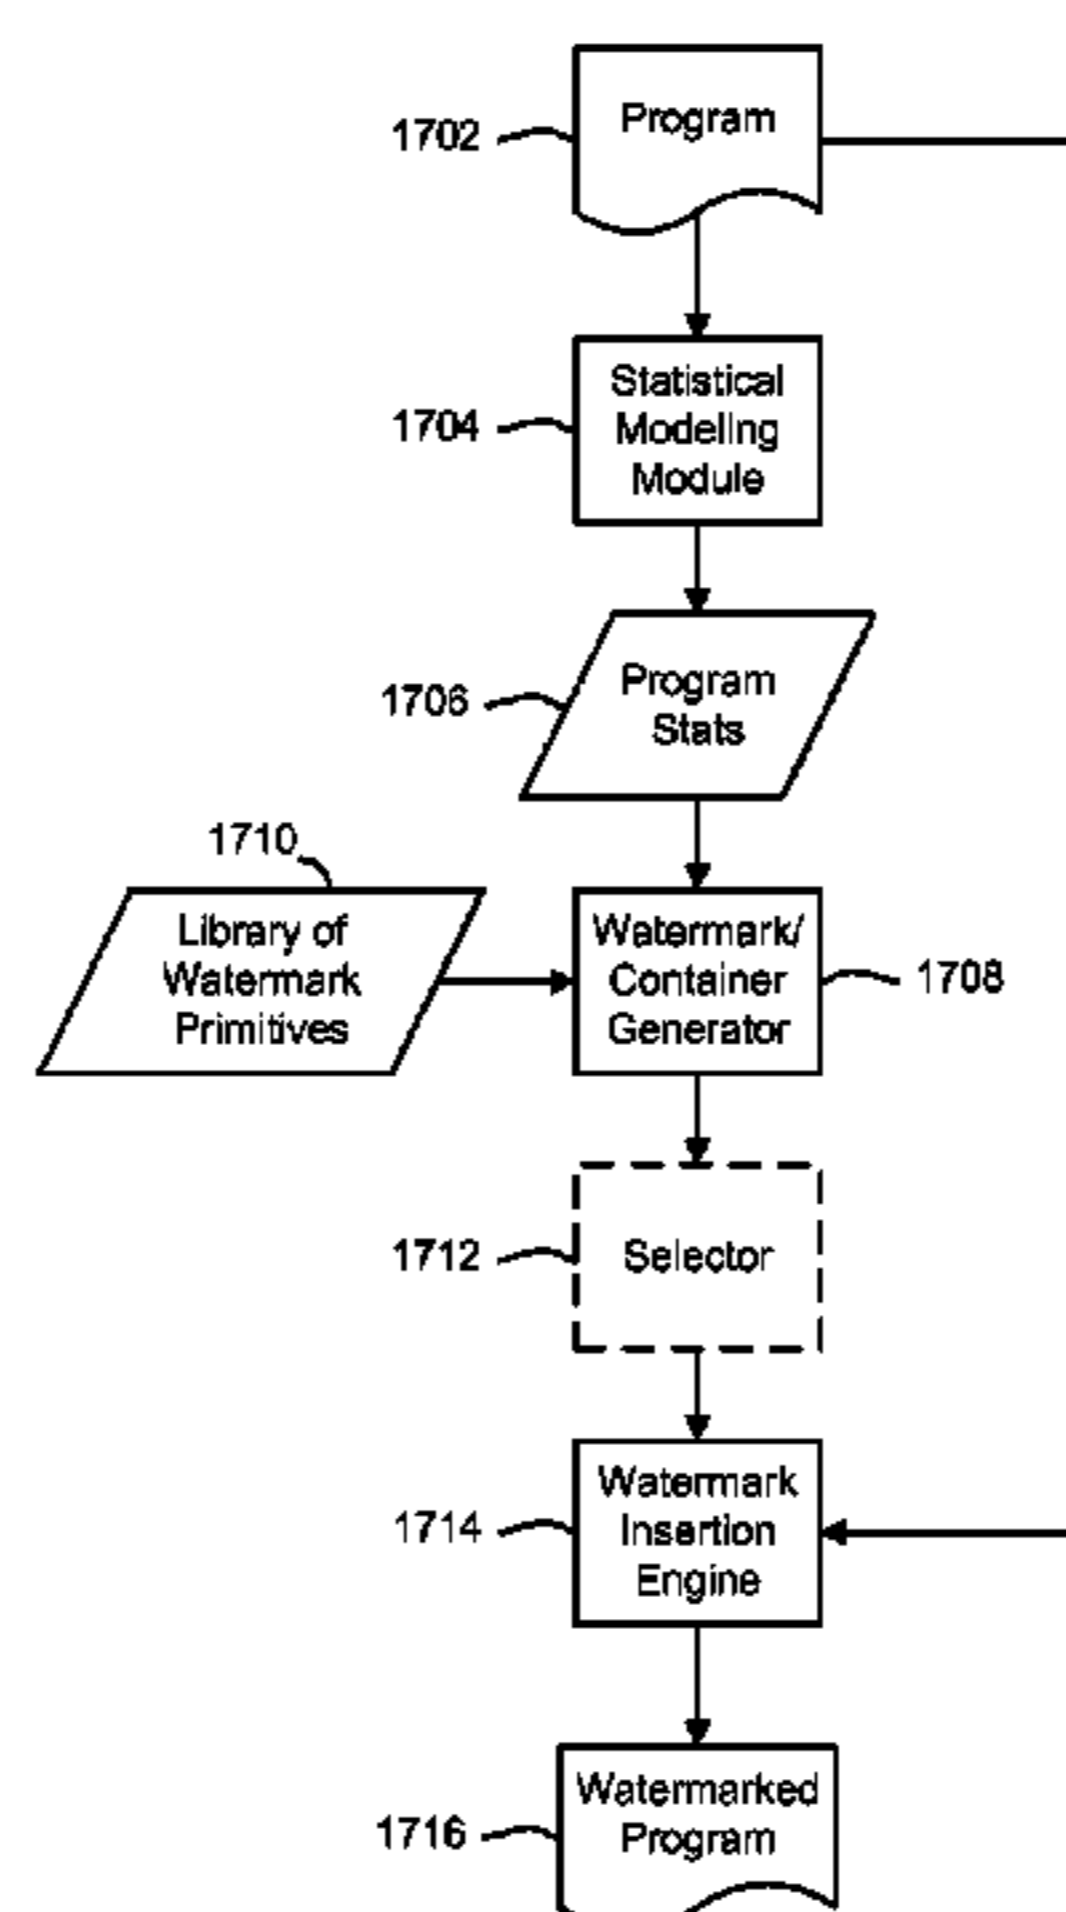 Program
1702
Statistical
Modeling
Module
1704
Program
Stats
1706
1710
Library of
Watermark
Primitives
Watermark/
Container
Generator
1708
Selector
1712
Watermark
Insertion
Engine
1714
Watermarked
Program
1716